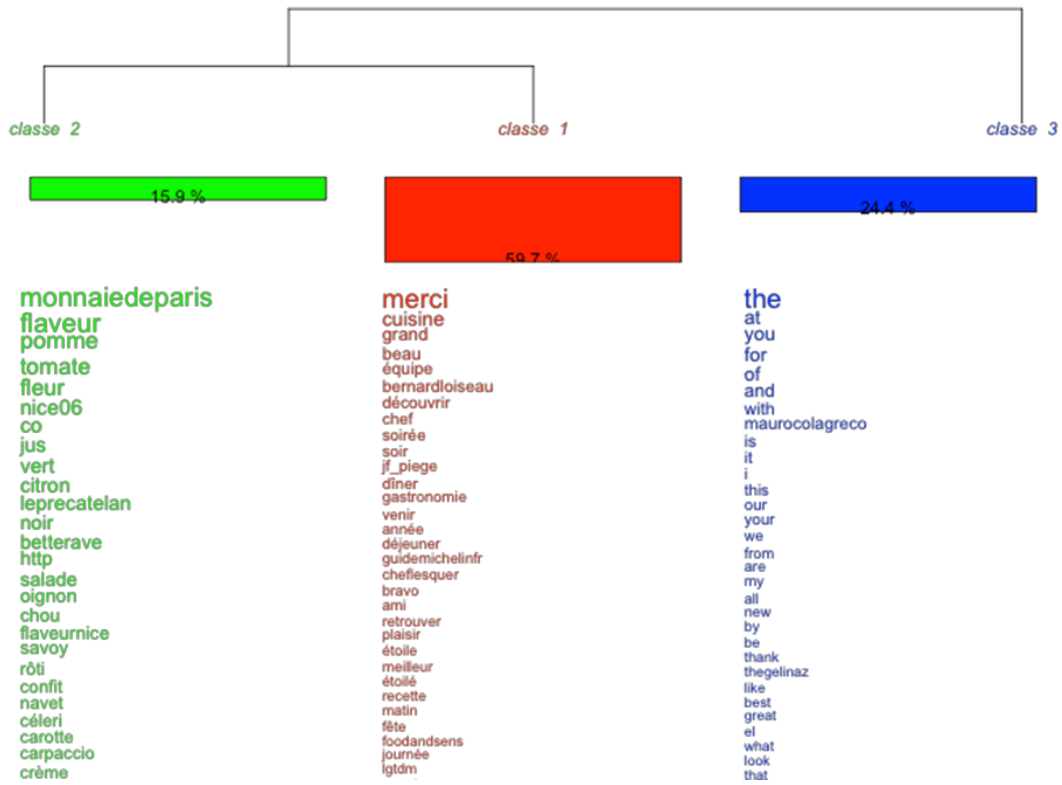 classe 2
classe 1
classe 3
15.9 %
59.7 %
24.4 %
monnaiedeparis
flaveur
pomme
tomate
fleur
nice06
co
jus
vert
citron
leprecatelan
noir
betterave
http
salade
oignon
chou
flaveurnice
savoy
rôti
confit
navet
céleri
carotte
carpaccio
crème
merci
cuisine
grand
beau
équipe
bernardloiseau
découvrir
chef
soirée
soir
jf_piege
dîner
gastronomie
venir
année
déjeuner
guidemichelinfr
cheflesquer
bravo
ami
retrouver
plaisir
étoile
meilleur
étoilé
recette
matin
fête
foodandsens
journée
lgtdm
the
at
you
for
of
and
with
maurocolagreco
is
it
i
this
our
your
we
from
are
my
all
new
by
be
thank
thegelinaz
like
best
great
el
what
look
that